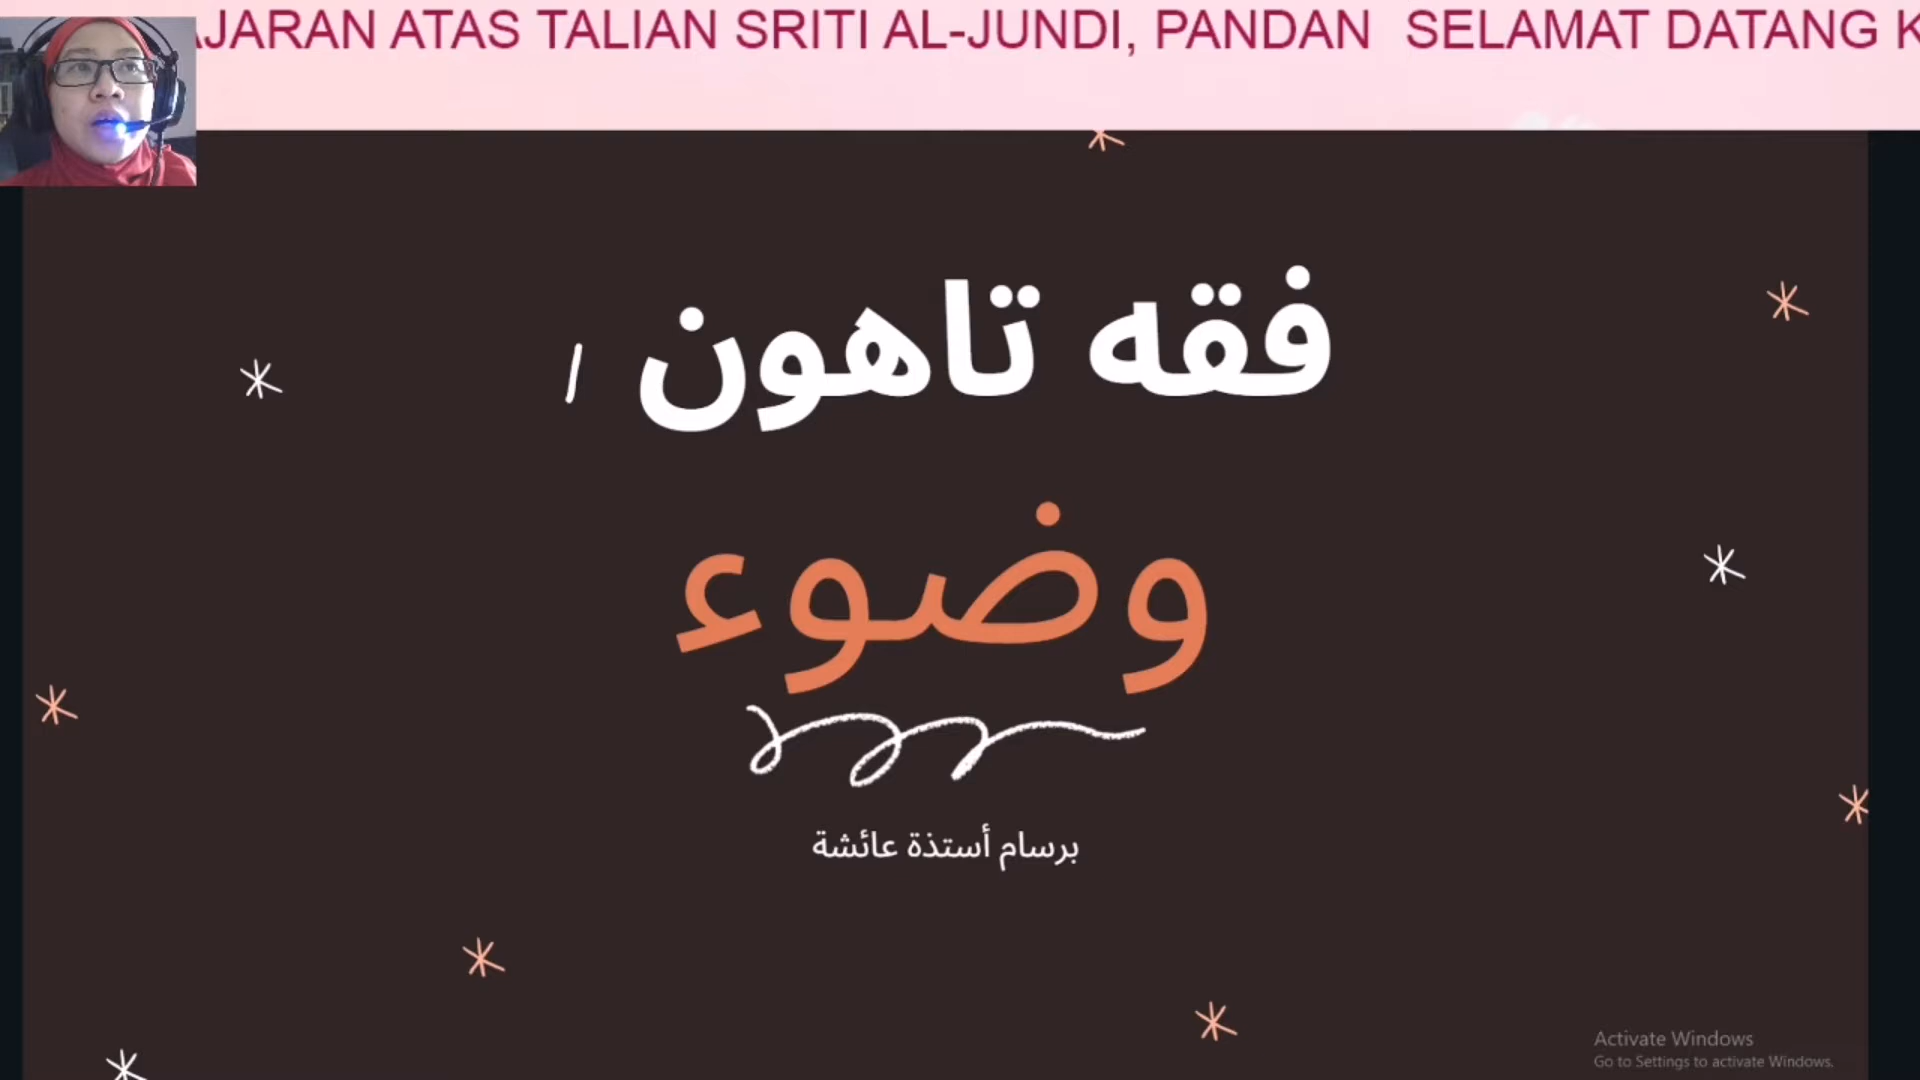 AJARAN ATAS TALIAN SRITI AL-JUNDI, PANDAN SELAMAT DATANG K
فقه تاهون ١
وضوء
برسام أستذة عائشة
Activate Windows
Go to Settings to activate Windows.